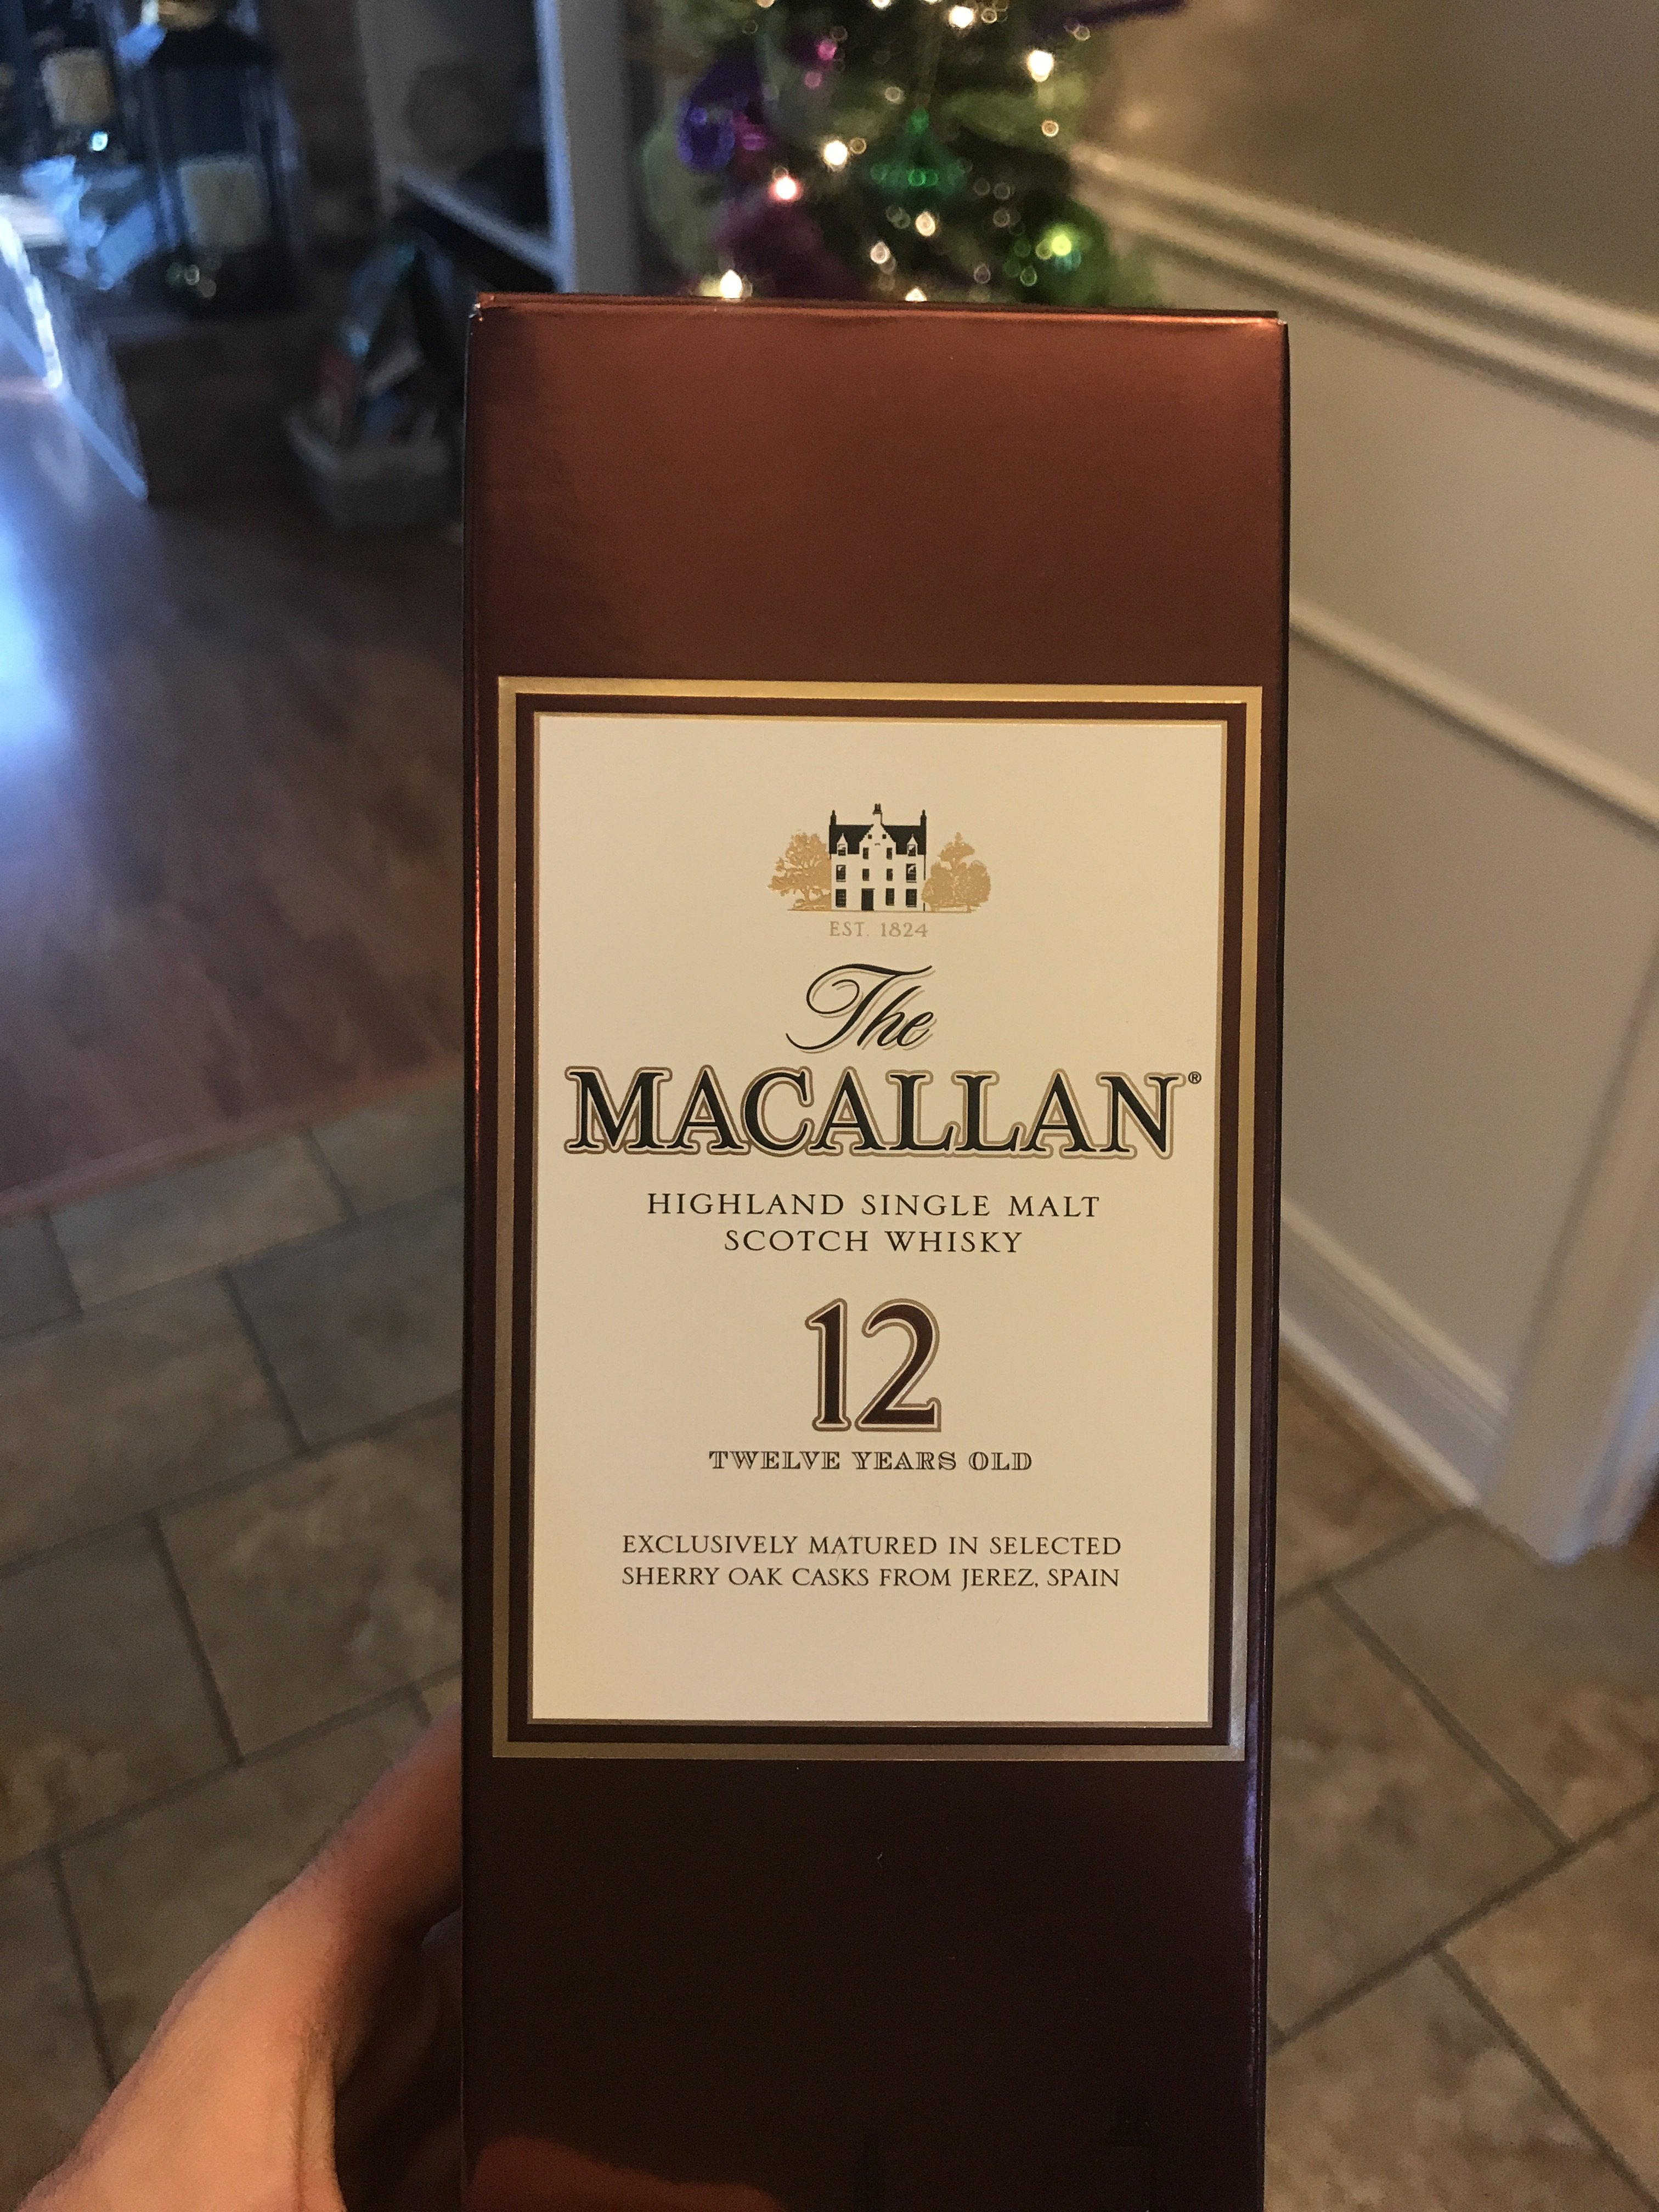 EST. 1824
The
MACALLAN®
HIGHLAND SINGLE MALT
SCOTCH WHISKY
12
TWELVE YEARS OLD
EXCLUSIVELY MATURED IN SELECTED
SHERRY OAK CASKS FROM JEREZ, SPAIN